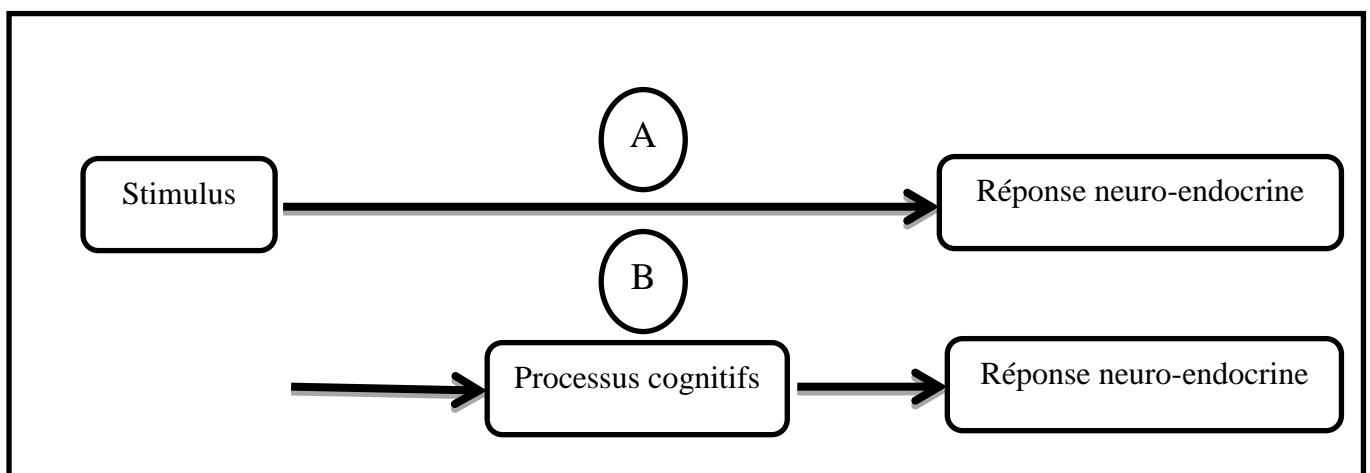 A
Stimulus
Réponse neuro-endocrine
B
Processus cognitifs
Réponse neuro-endocrine